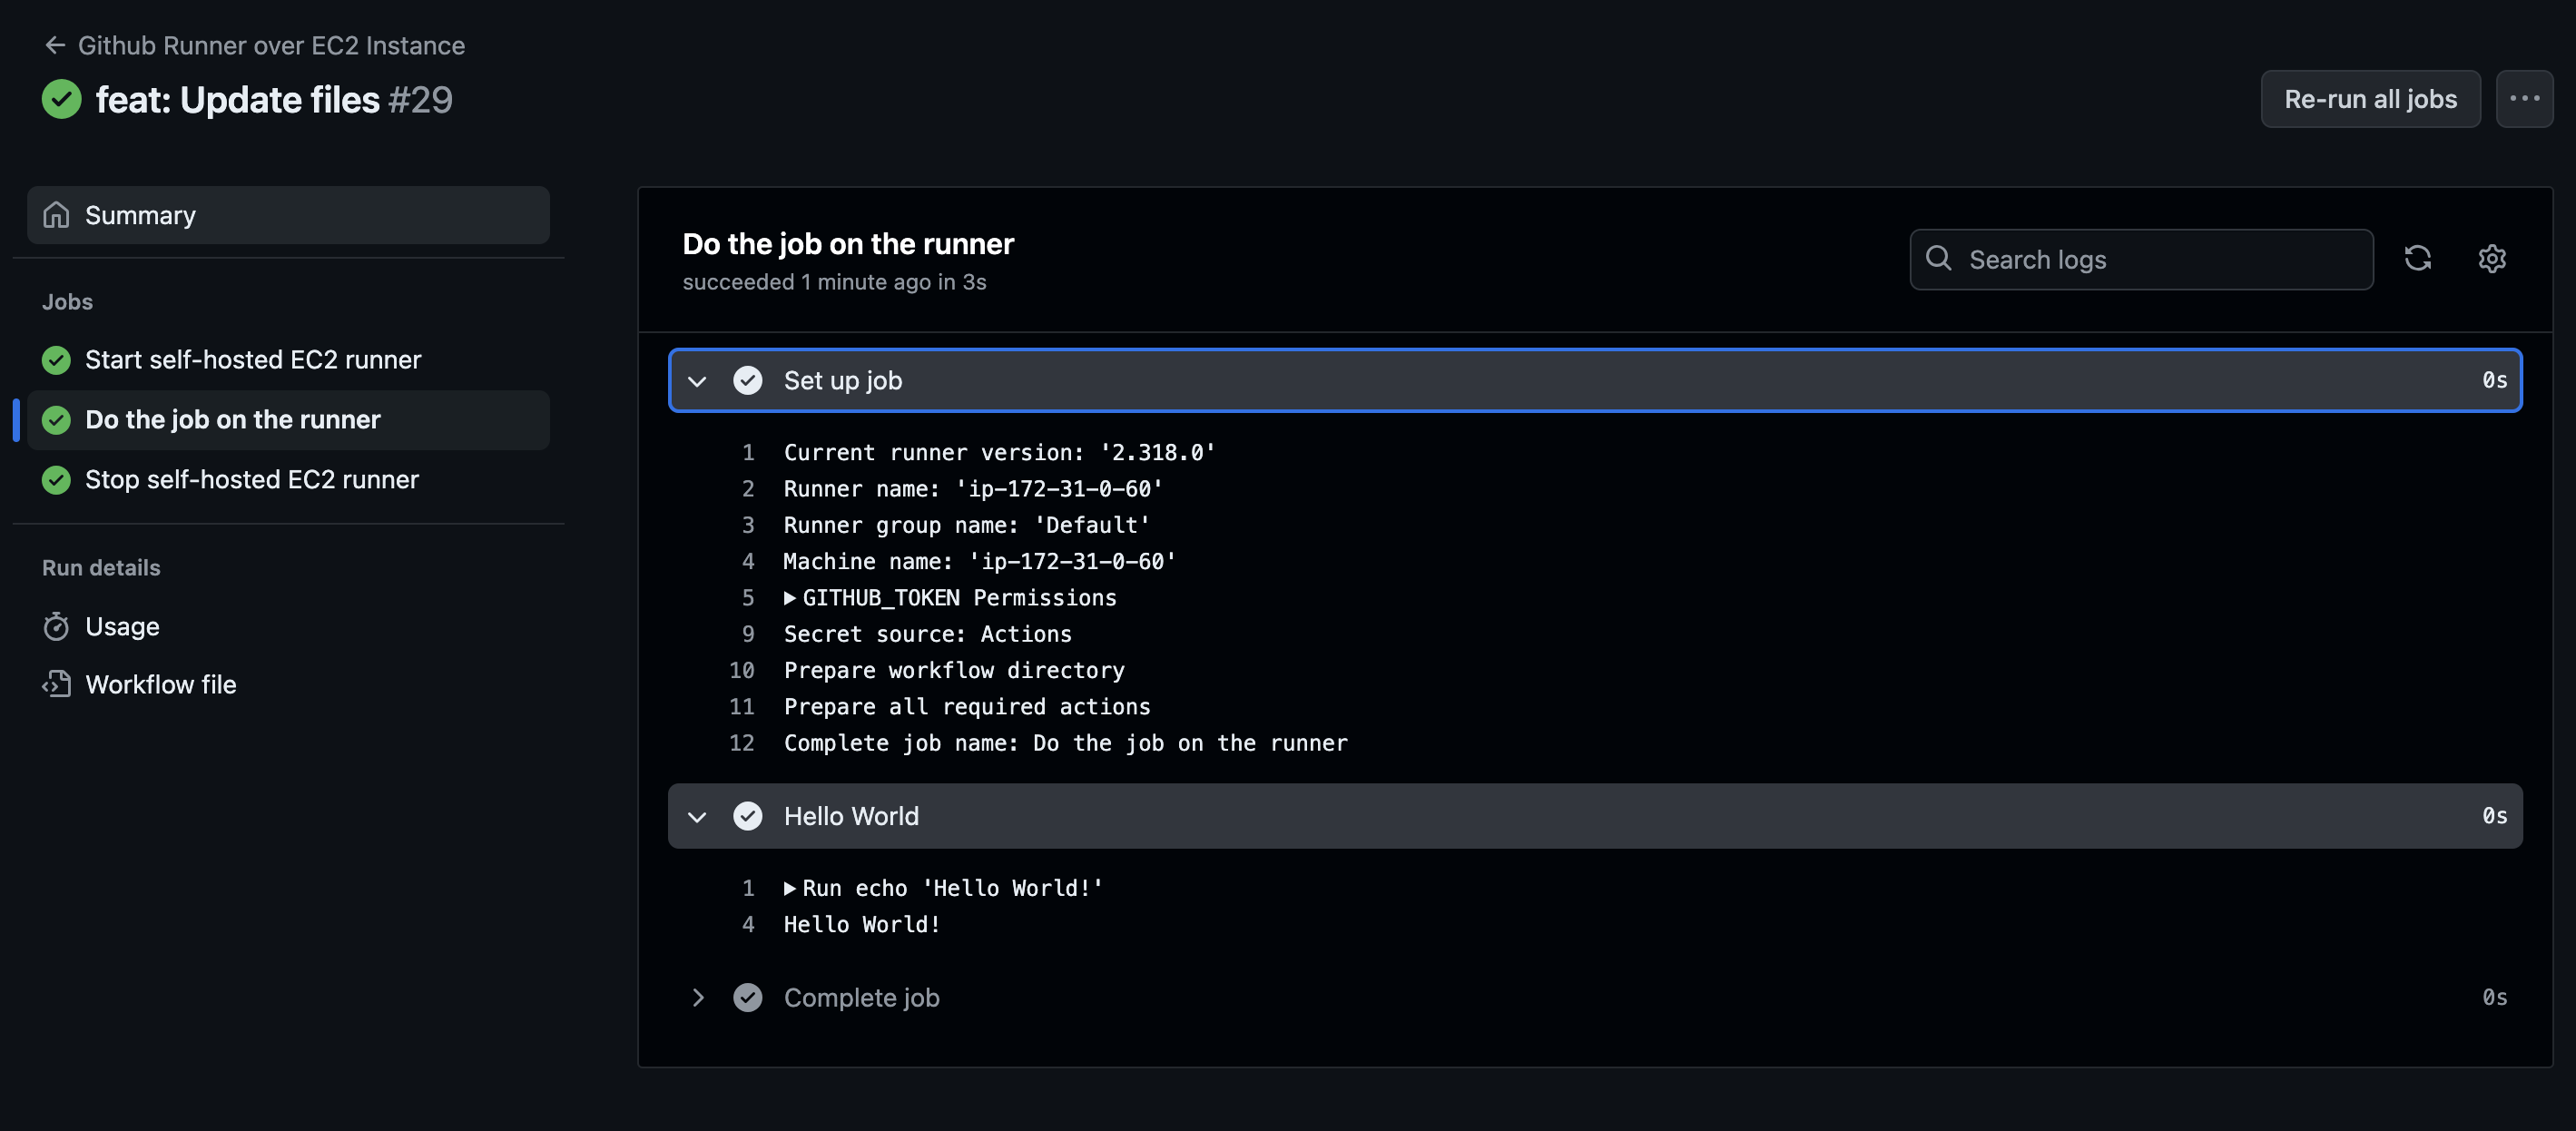 Github Runner over EC2 Instance
feat: Update files #29
Re-run all jobs
Summary
Jobs
Start self-hosted EC2 runner
Do the job on the runner
Stop self-hosted EC2 runner
Run details
Usage
Workflow file
Do the job on the runner
succeeded 1 minute ago in 3s
Search logs
Set up job 0s
1 Current runner version: '2.318.0'
2 Runner name: 'ip-172-31-0-60'
3 Runner group name: 'Default'
4 Machine name: 'ip-172-31-0-60'
5 GITHUB_TOKEN Permissions
9 Secret source: Actions
10 Prepare workflow directory
11 Prepare all required actions
12 Complete job name: Do the job on the runner
Hello World 0s
1 Run echo 'Hello World!'
4 Hello World!
Complete job 0s